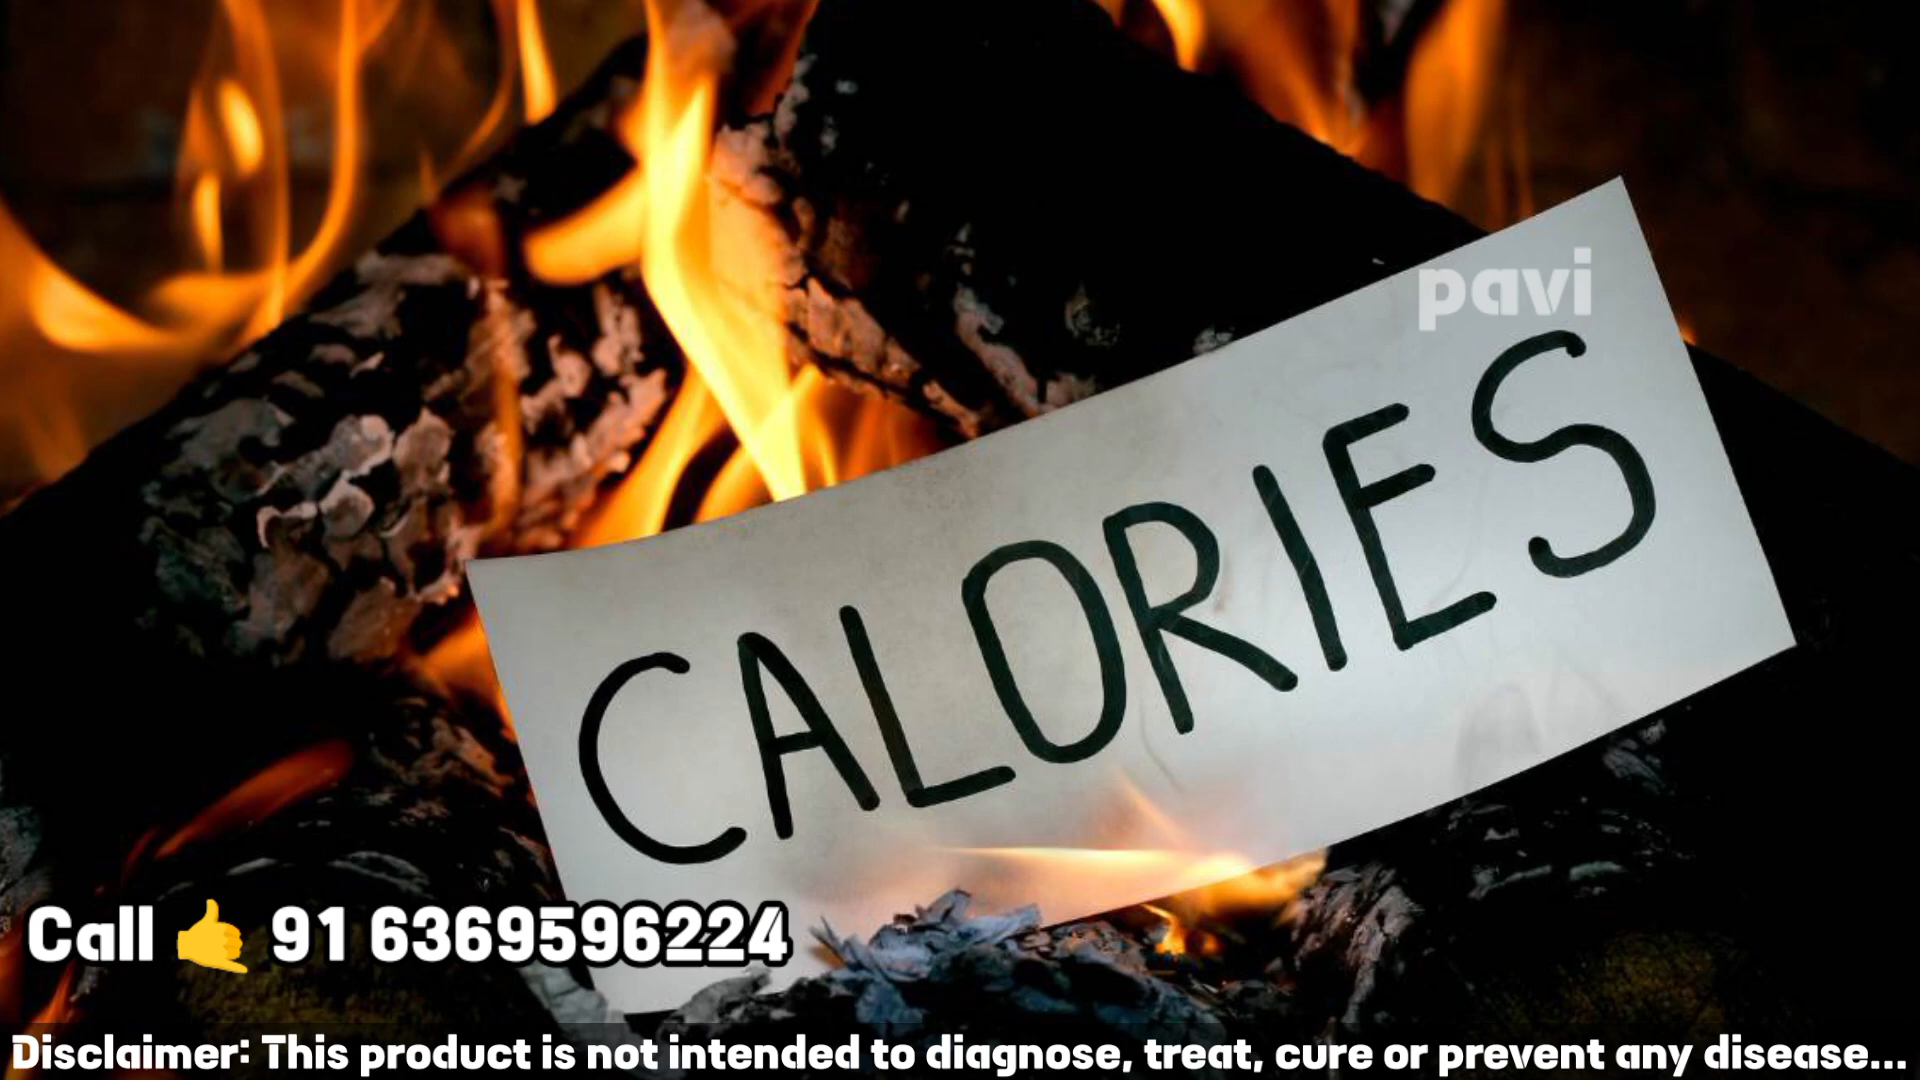 pavi
CALORIES
Call 🤙 91 6369596224
Disclaimer: This product is not intended to diagnose, treat, cure or prevent any disease...